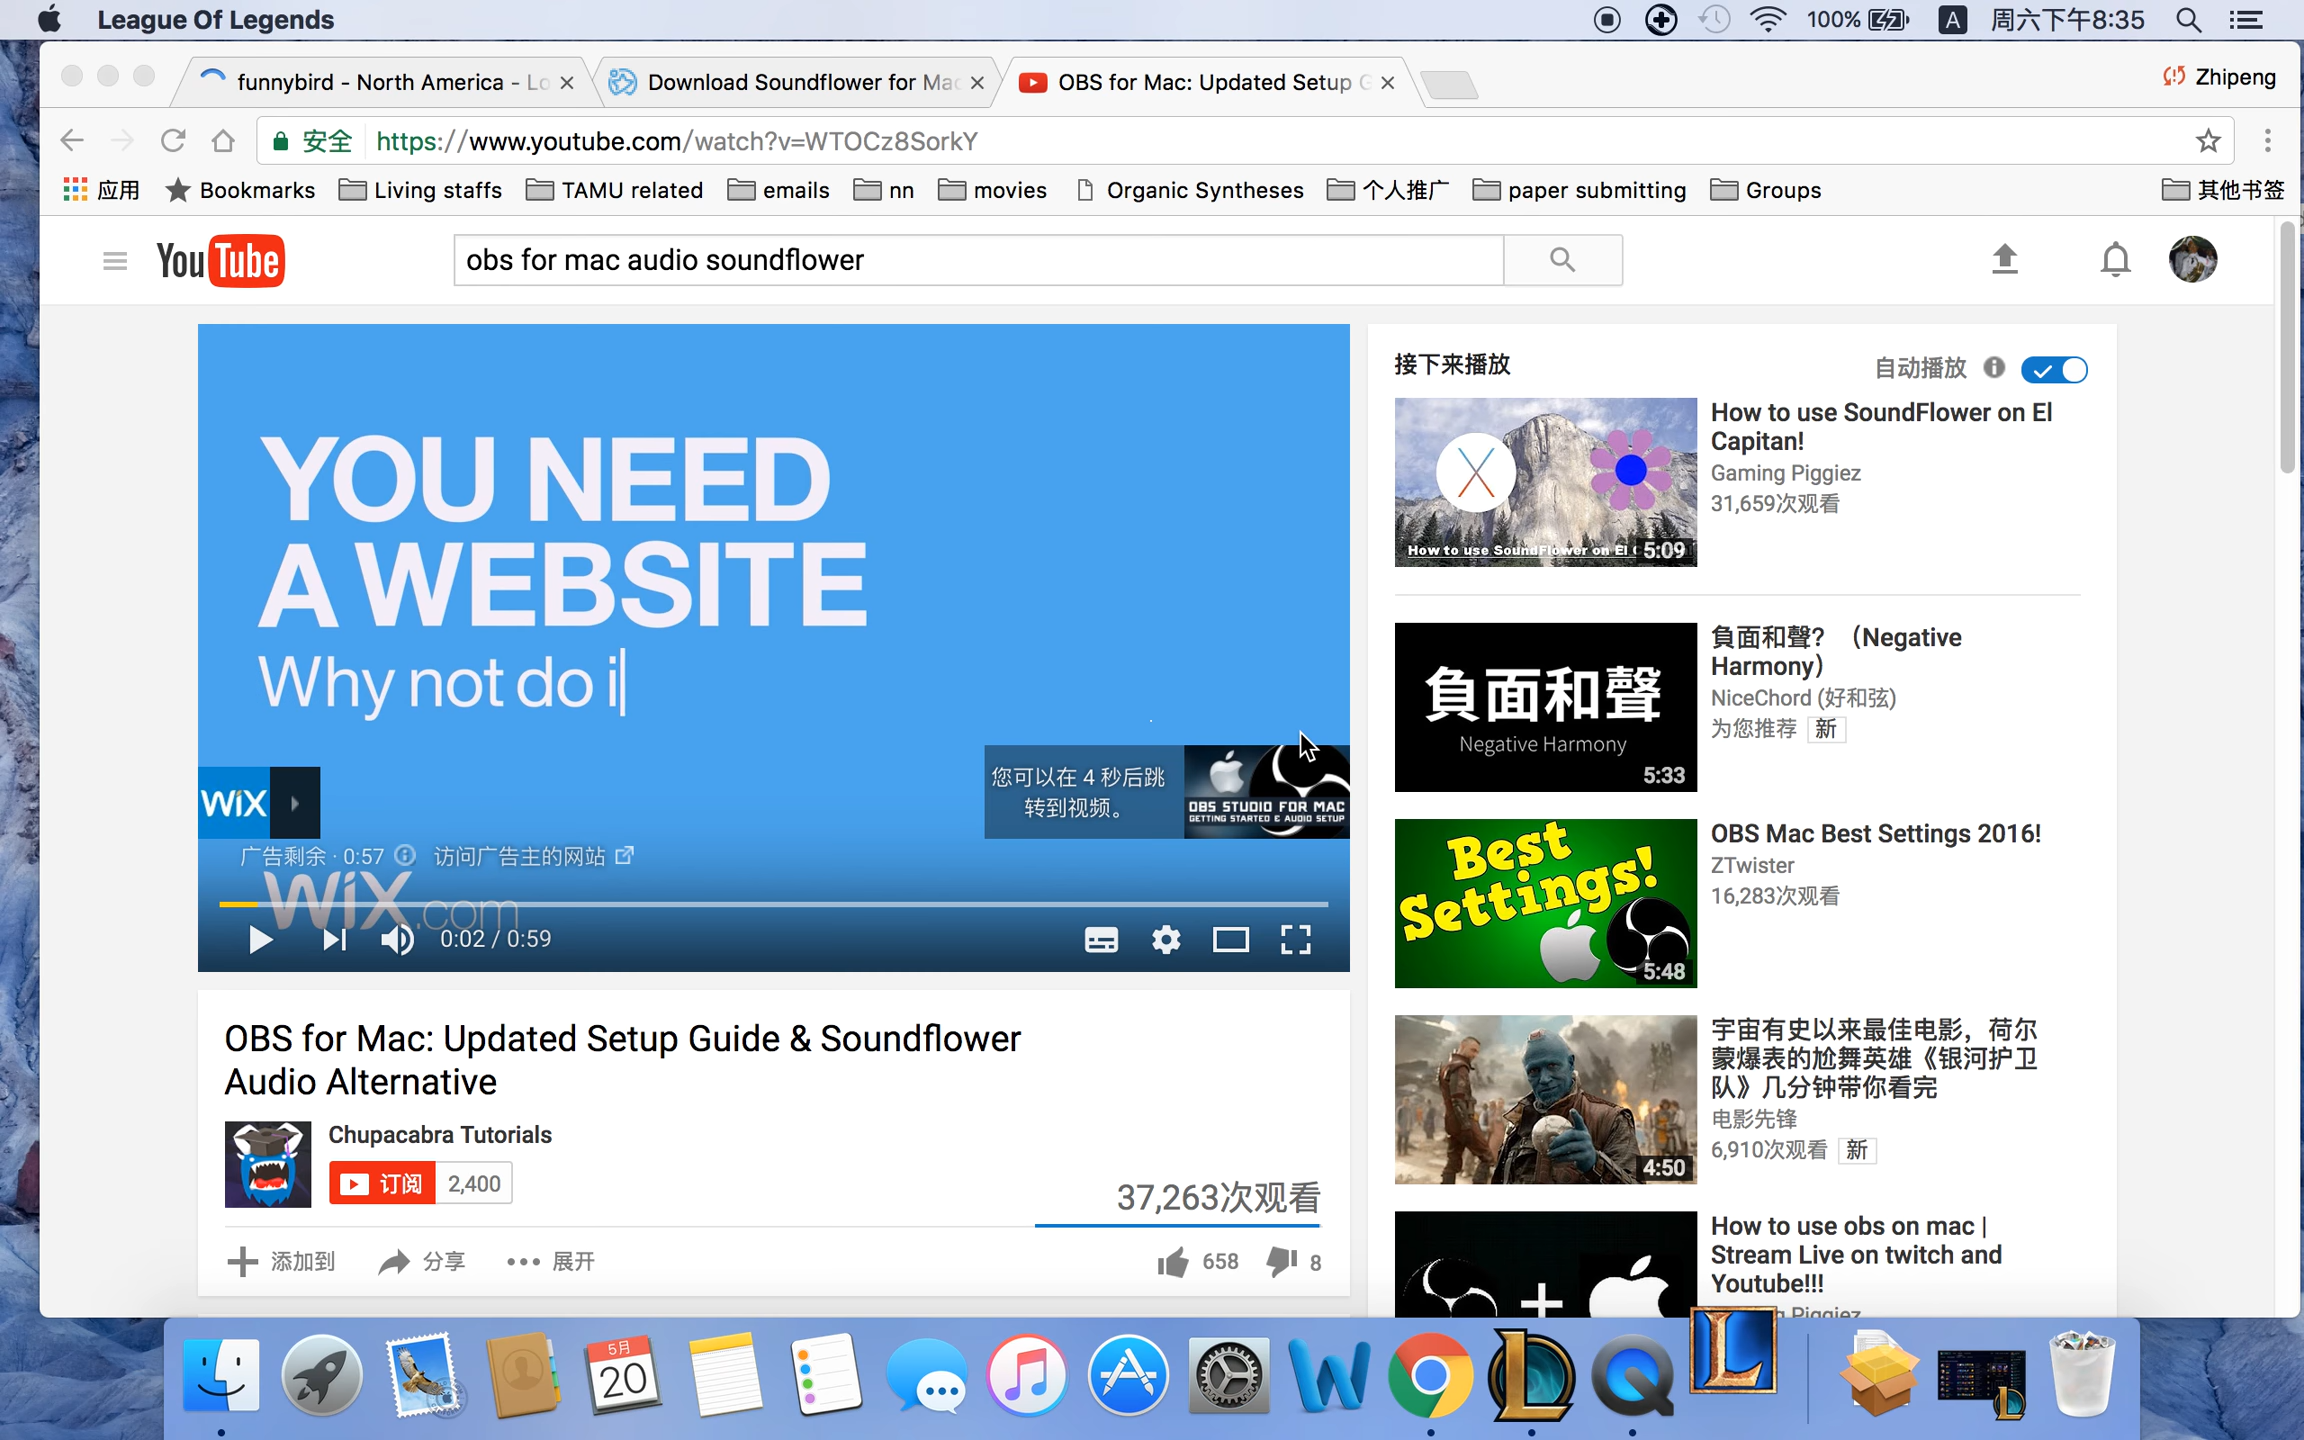 League Of Legends
100%
A
周六下午8:35
funnybird - North America - Lo
Download Soundflower for Mac
OBS for Mac: Updated Setup G
Zhipeng
安全
https://www.youtube.com/watch?v=WTOCz8SorkY
应用
Bookmarks
Living staffs
TAMU related
emails
nn
movies
Organic Syntheses
个人推广
paper submitting
Groups
其他书签
YouTube
obs for mac audio soundflower
YOU NEED
A WEBSITE
Why not do i
WiX
您可以在 4 秒后跳
转到视频。
OBS STUDIO FOR MAC
GETTING STARTED & AUDIO SETUP
广告剩余 · 0:57
访问广告主的网站
WiX.com
0:02 / 0:59
OBS for Mac: Updated Setup Guide & Soundflower
Audio Alternative
Chupacabra Tutorials
订阅
2,400
37,263次观看
添加到
分享
展开
658
8
接下来播放
自动播放
How to use SoundFlower on El C
5:09
How to use SoundFlower on El
Capitan!
Gaming Piggiez
31,659次观看
負面和聲
Negative Harmony
5:33
負面和聲？（Negative
Harmony）
NiceChord (好和弦)
为您推荐
新
Best
Settings!
5:48
OBS Mac Best Settings 2016!
ZTwister
16,283次观看
4:50
宇宙有史以来最佳电影，荷尔
蒙爆表的尬舞英雄《银河护卫
队》几分钟带你看完
电影先锋
6,910次观看
新
+
How to use obs on mac |
Stream Live on twitch and
Youtube!!!
Piggiez
5月
20